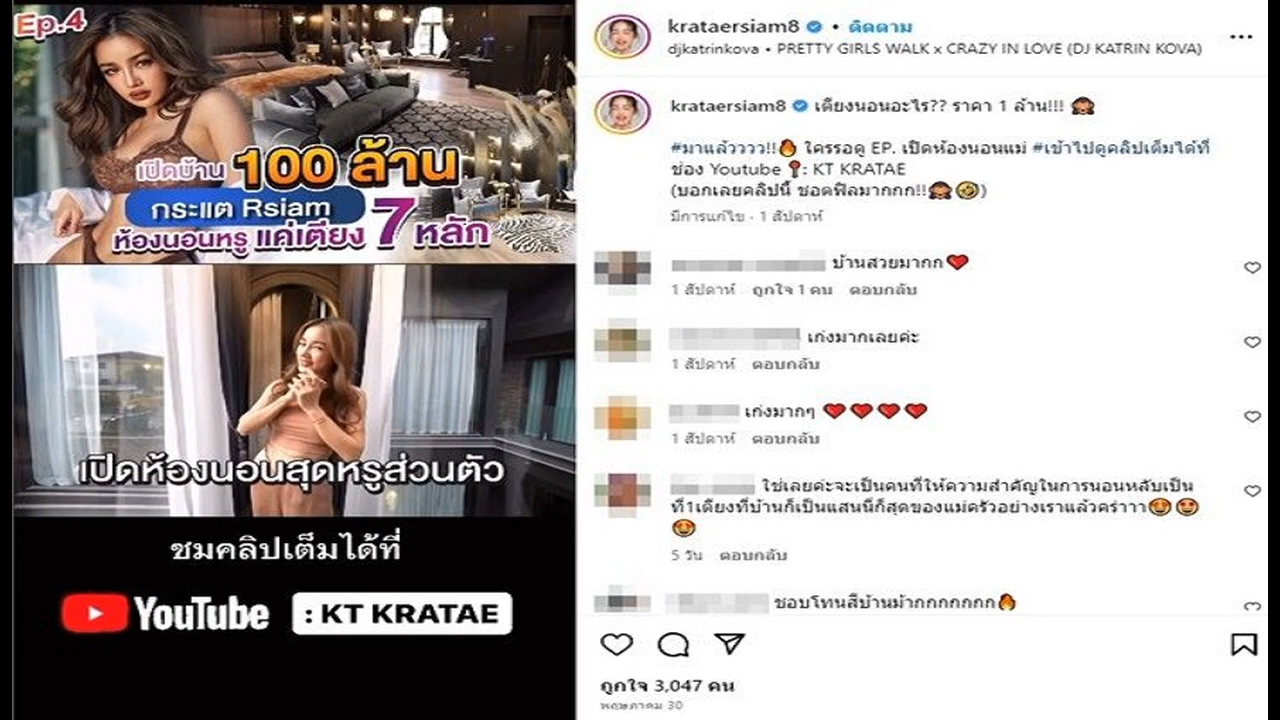 Ep.4
เปิดบ้าน 100 ล้าน
กระแต Rsiam
ห้องนอนหรู แค่เตียง 7 หลัก
เปิดห้องนอนสุดหรูส่วนตัว
ชมคลิปเต็มได้ที่
YouTube : KT KRATAE
krataersiam8 • ติดตาม
djkatrinkova • PRETTY GIRLS WALK x CRAZY IN LOVE (DJ KATRIN KOVA)
krataersiam8 เตียงนอนอะไร?? ราคา 1 ล้าน!!! 🙊
#มาแล้วววว!!🔥 ใครรอดู EP. เปิดห้องนอนแม่ #เข้าไปดูคลิปเต็มได้ที่
ช่อง Youtube 📍: KT KRATAE
(บอกเลยคลิปนี้ ชอตฟิลมากกก!!🙊🤣)
มีการแก้ไข · 1 สัปดาห์
บ้านสวยมากก❤️
1 สัปดาห์ ถูกใจ 1 คน ตอบกลับ
เก่งมากเลยค่ะ
1 สัปดาห์ ตอบกลับ
เก่งมากๆ ❤️❤️❤️❤️
1 สัปดาห์ ตอบกลับ
ใช่เลยค่ะจะเป็นคนที่ให้ความสำคัญในการนอนหลับเป็น
ที่1เตียงที่บ้านก็เป็นแสนนี่ก็สุดของแม่ครัวอย่างเราแล้วคร่าาา😍😍
😍
5 วัน ตอบกลับ
ชอบโทนสีบ้านม้ากกกกกกก🔥
ถูกใจ 3,047 คน
พฤษภาคม 30